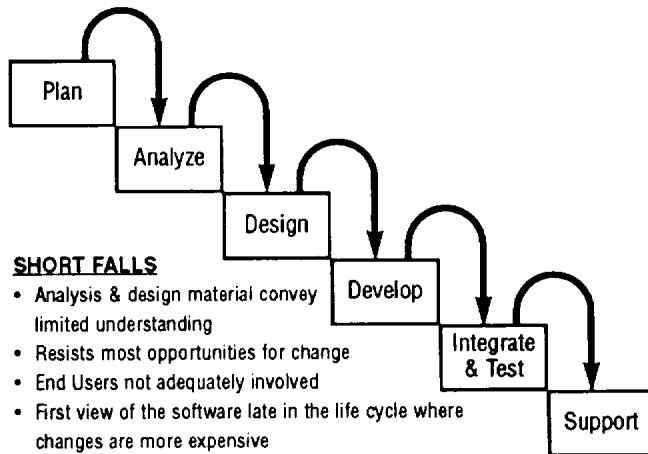 Plan
Analyze
Design
Develop
Integrate
& Test
Support
SHORT FALLS
• Analysis & design material convey
limited understanding
• Resists most opportunities for change
• End Users not adequately involved
• First view of the software late in the life cycle where
changes are more expensive